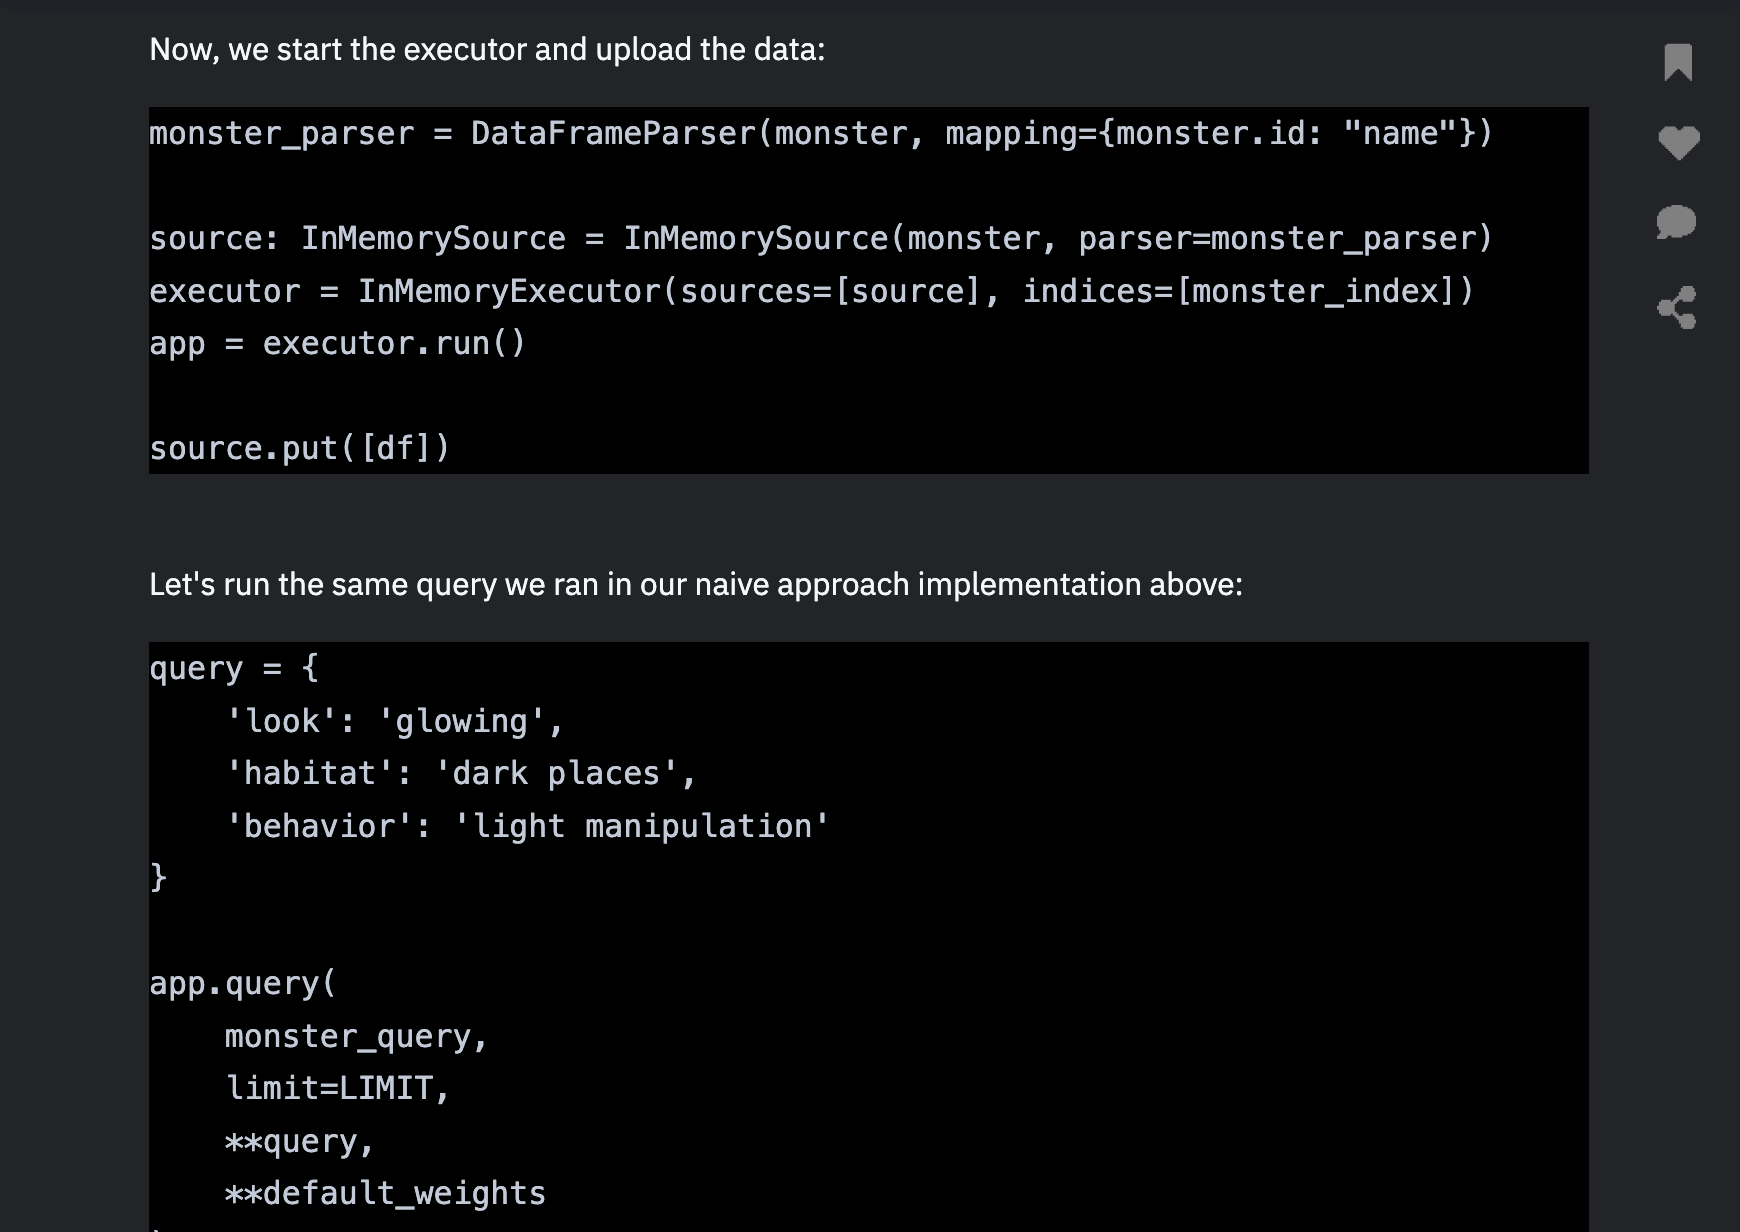 Now, we start the executor and upload the data:
monster_parser = DataFrameParser(monster, mapping={monster.id: "name"})
source: InMemorySource = InMemorySource(monster, parser=monster_parser)
executor = InMemoryExecutor(sources=[source], indices=[monster_index])
app = executor.run()
source.put([df])
Let's run the same query we ran in our naive approach implementation above:
query = {
    'look': 'glowing',
    'habitat': 'dark places',
    'behavior': 'light manipulation'
}
app.query(
    monster_query,
    limit=LIMIT,
    **query,
    **default_weights